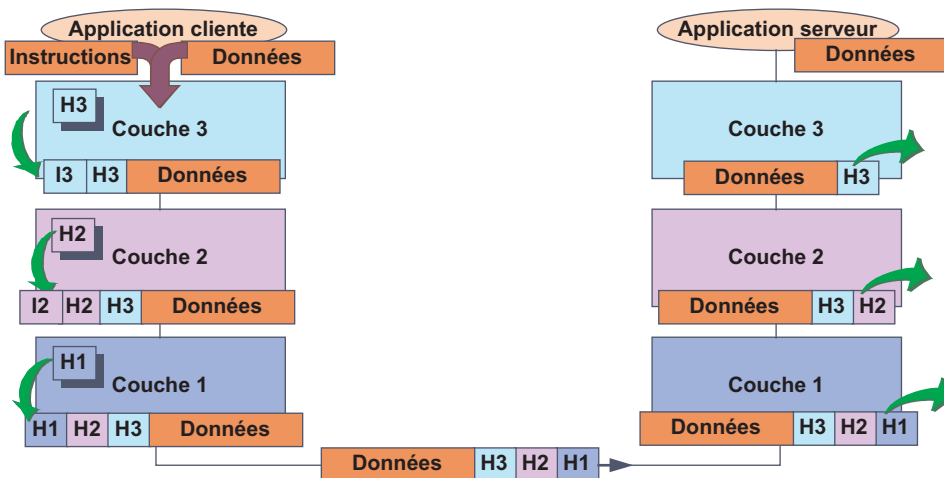 Application cliente
Instructions
Données
H3
Couche 3
I3 H3 Données
H2
Couche 2
I2 H2 H3 Données
H1
Couche 1
H1 H2 H3 Données
Données H3 H2 H1
Application serveur
Données
Couche 3
Données H3
Couche 2
Données H3 H2
Couche 1
Données H3 H2 H1